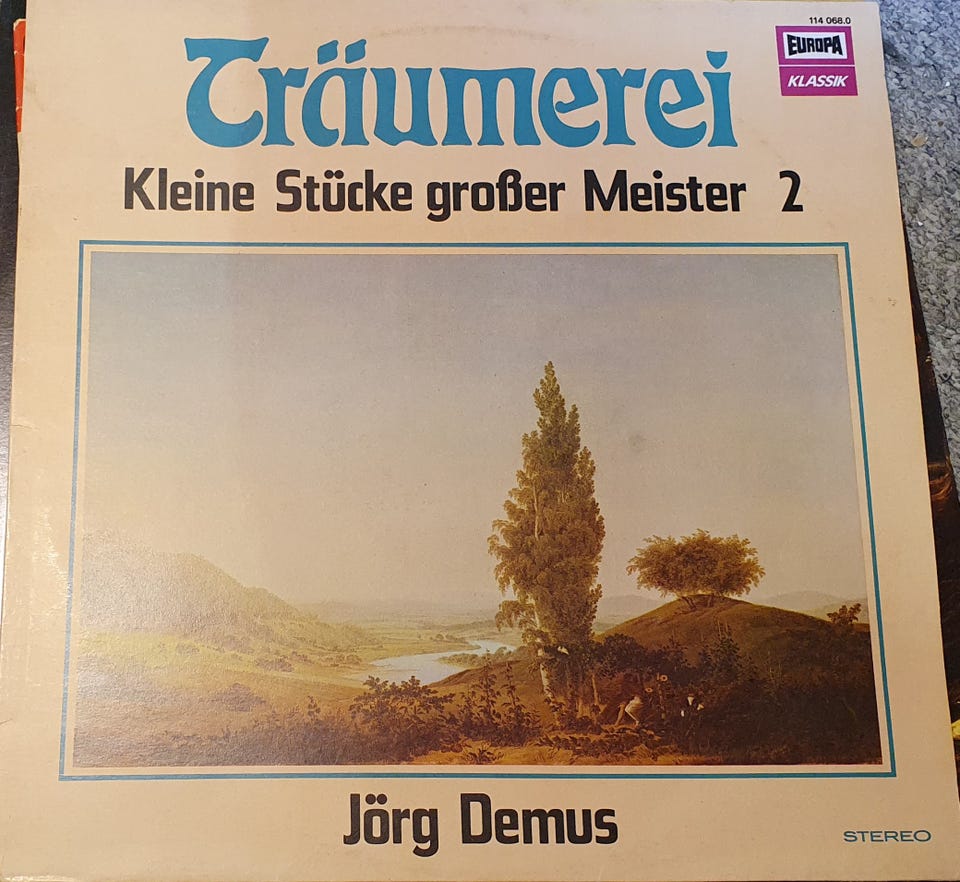 114 068.0
EUROPA
KLASSIK
Träumerei
Kleine Stücke großer Meister 2
Jörg Demus
STEREO